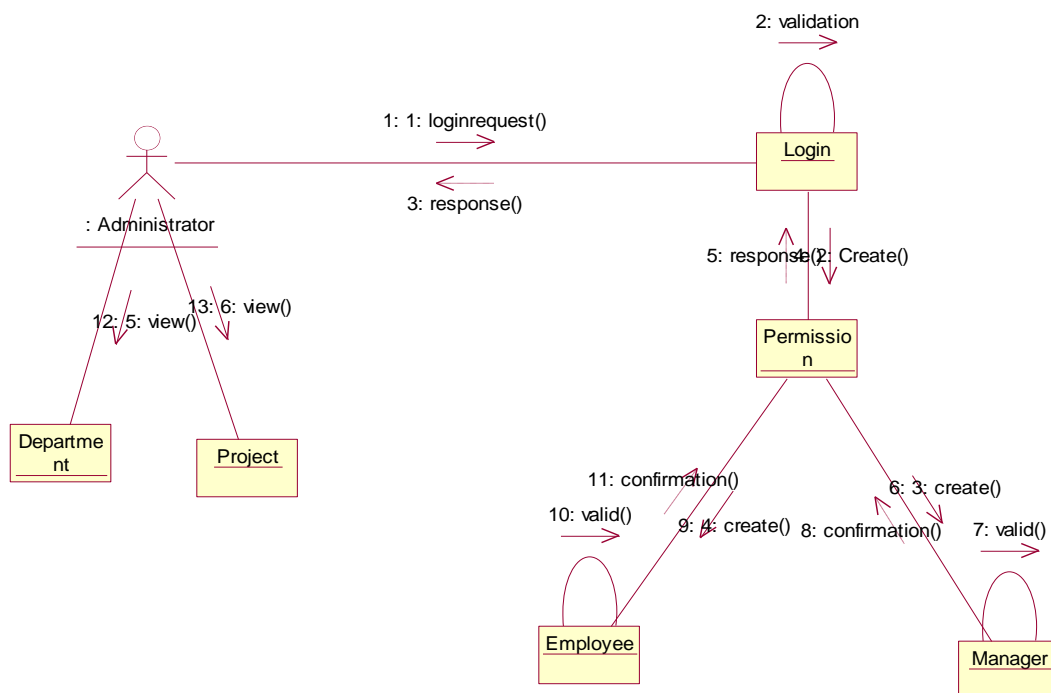 2: validation
1: 1: loginrequest()
Login
3: response()
: Administrator
5: response()
4: 2: Create()
13: 6: view()
12: 5: view()
Permissio
n
Departme
nt
Project
11: confirmation()
6: 3: create()
10: valid()
9: 4: create()
8: confirmation()
7: valid()
Employee
Manager